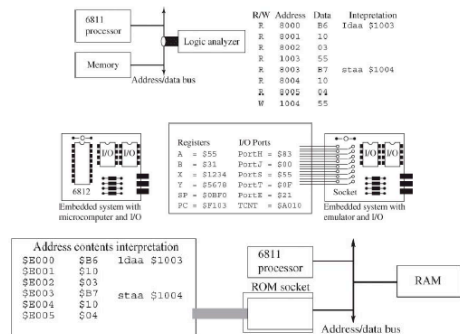 6811
processor
Logic analyzer
Memory
Address/data bus
R/W Address Data Intepretation
R 8000 B6 ldaa $1003
R 8001 10
R 8002 03
R 1003 55
R 8003 B7 staa $1004
R 8004 10
R 8005 04
W 1004 55
I/O I/O
6812
Embedded system with
microcomputer and I/O
Registers I/O Ports
A = $55 PortH = $83
B = $31 PortJ = $00
X = $1234 PortS = $55
Y = $5678 PortT = $0F
SP = $0BF0 PortE = $21
PC = $F103 TCNT = $A010
I/O I/O
Socket
Embedded system with
emulator and I/O
Address contents interpretation
$E000 $B6 ldaa $1003
$E001 $10
$E002 $03
$E003 $B7 staa $1004
$E004 $10
$E005 $04
6811
processor
ROM socket
RAM
Address/data bus